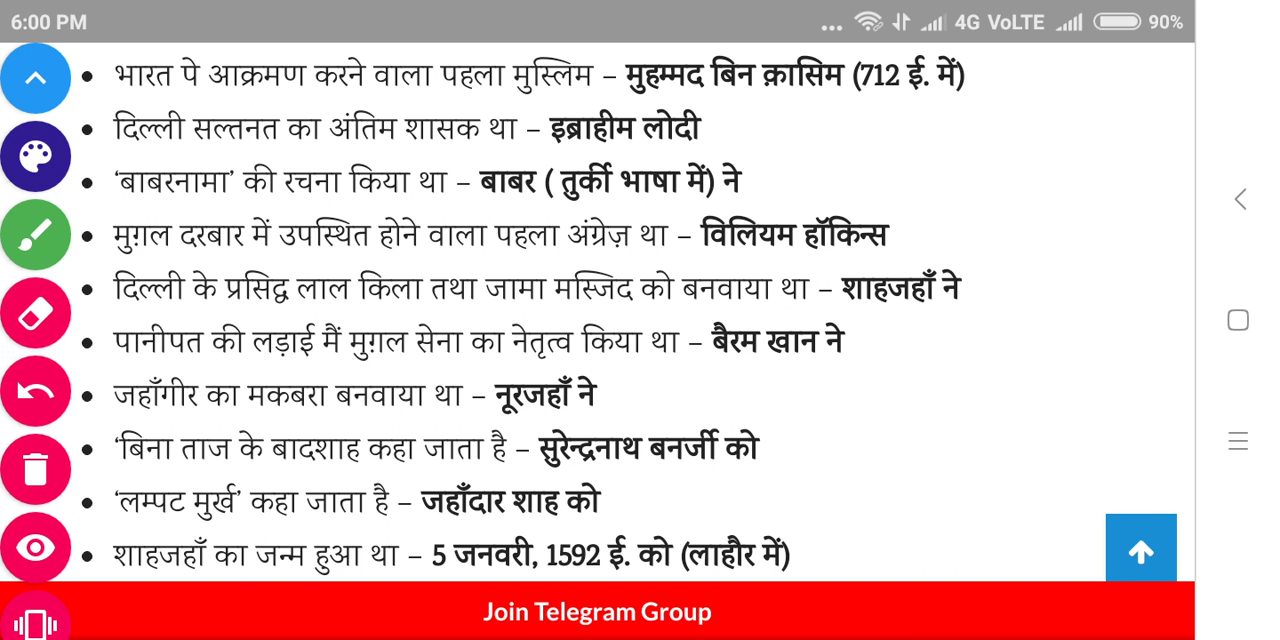 6:00 PM ... 4G VoLTE 90%
• भारत पे आक्रमण करने वाला पहला मुस्लिम – मुहम्मद बिन क़ासिम (712 ई. में)
• दिल्ली सल्तनत का अंतिम शासक था – इब्राहीम लोदी
• ‘बाबरनामा’ की रचना किया था – बाबर ( तुर्की भाषा में) ने
• मुग़ल दरबार में उपस्थित होने वाला पहला अंग्रेज़ था – विलियम हॉकिन्स
• दिल्ली के प्रसिद्ध लाल किला तथा जामा मस्जिद को बनवाया था – शाहजहाँ ने
• पानीपत की लड़ाई मैं मुग़ल सेना का नेतृत्व किया था – बैरम खान ने
• जहाँगीर का मकबरा बनवाया था – नूरजहाँ ने
• ‘बिना ताज के बादशाह कहा जाता है – सुरेन्द्रनाथ बनर्जी को
• ‘लम्पट मुर्ख’ कहा जाता है – जहाँदार शाह को
• शाहजहाँ का जन्म हुआ था – 5 जनवरी, 1592 ई. को (लाहौर में)
Join Telegram Group